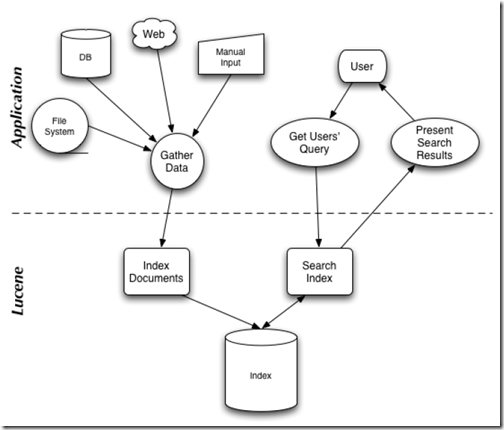 Application
DB
Web
Manual
Input
User
File
System
Gather
Data
Get Users'
Query
Present
Search
Results
Lucene
Index
Documents
Search
Index
Index